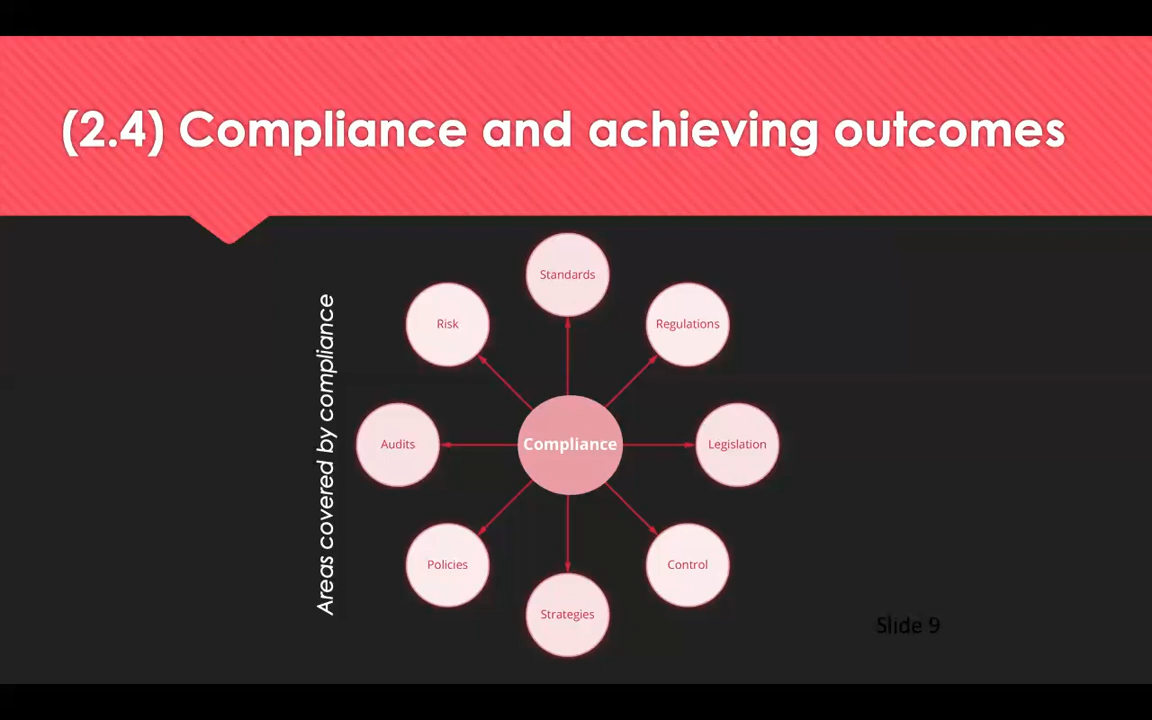 (2.4) Compliance and achieving outcomes
Areas covered by compliance
Standards
Risk
Regulations
Audits
Compliance
Legislation
Policies
Control
Strategies
Slide 9